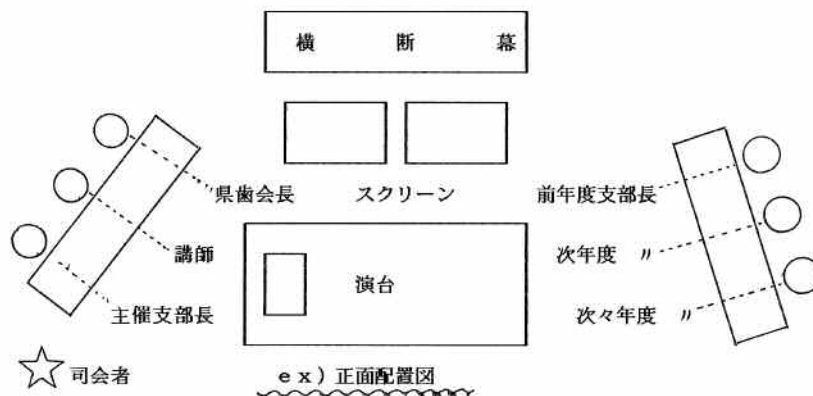 横 断 幕
県歯会長
スクリーン
前年度支部長
講師
演台
次年度 〃
主催支部長
次々年度 〃
☆司会者
ex）正面配置図